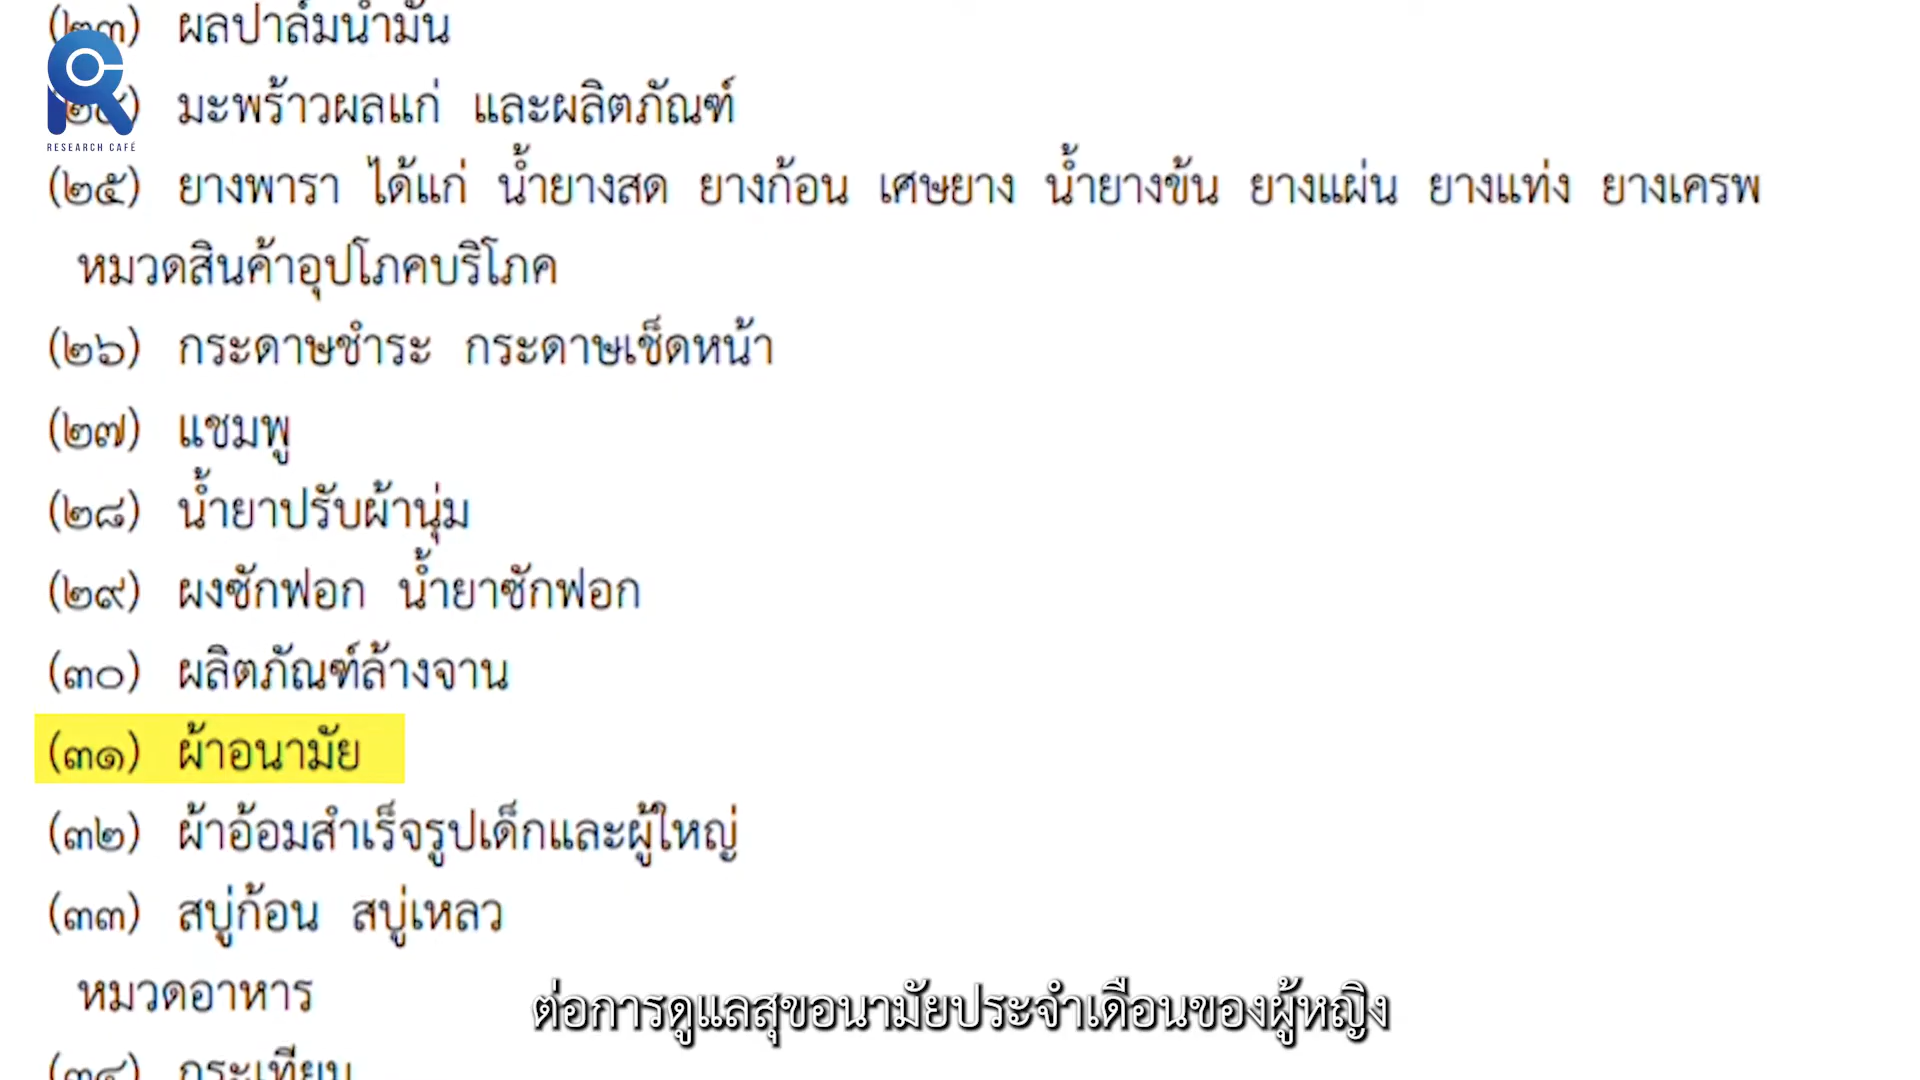 (๒๓) ผลปาล์มน้ำมัน
(๒๔) มะพร้าวผลแก่ และผลิตภัณฑ์
RESEARCH CAFÉ
(๒๕) ยางพารา ได้แก่ น้ำยางสด ยางก้อน เศษยาง น้ำยางข้น ยางแผ่น ยางแท่ง ยางเครพ
หมวดสินค้าอุปโภคบริโภค
(๒๖) กระดาษชำระ กระดาษเช็ดหน้า
(๒๗) แชมพู
(๒๘) น้ำยาปรับผ้านุ่ม
(๒๙) ผงซักฟอก น้ำยาซักฟอก
(๓๐) ผลิตภัณฑ์ล้างจาน
(๓๑) ผ้าอนามัย
(๓๒) ผ้าอ้อมสำเร็จรูปเด็กและผู้ใหญ่
(๓๓) สบู่ก้อน สบู่เหลว
หมวดอาหาร
ต่อการดูแลสุขอนามัยประจำเดือนของผู้หญิง
(๓๔) กระเทียม